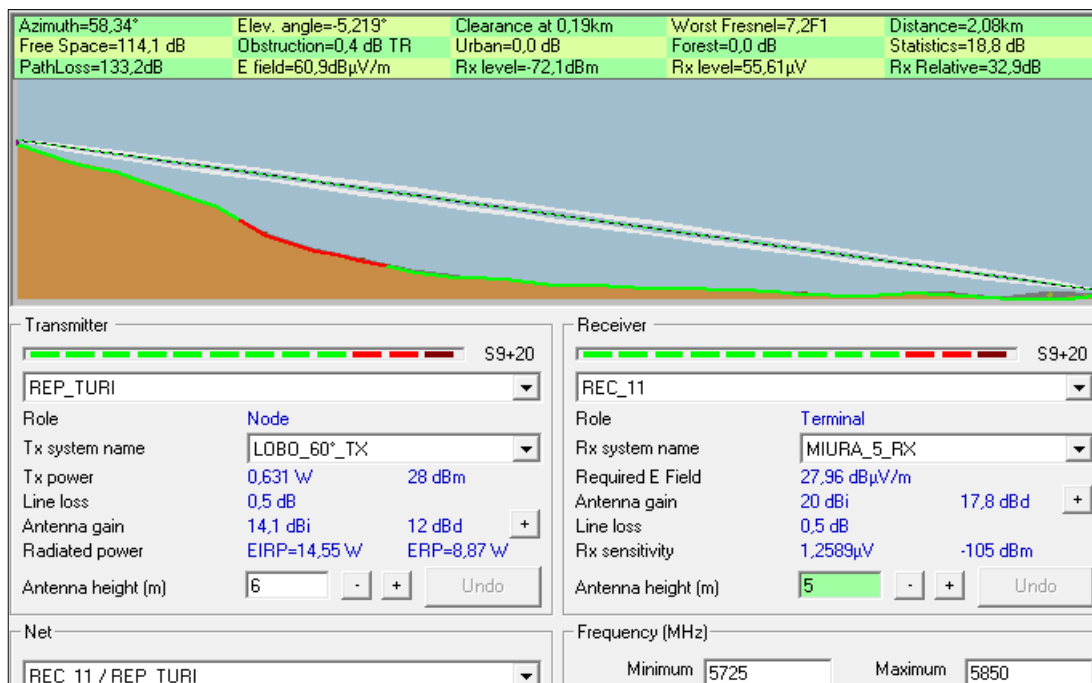 Azimuth=58,34° Elev. angle=-5,219° Clearance at 0,19km Worst Fresnel=7,2F1 Distance=2,08km
Free Space=114,1 dB Obstruction=0,4 dB TR Urban=0,0 dB Forest=0,0 dB Statistics=18,8 dB
PathLoss=133,2dB E field=60,9dBµV/m Rx level=-72,1dBm Rx level=55,61µV Rx Relative=32,9dB
Transmitter
S9+20
REP_TURI
Role Node
Tx system name LOBO_60°_TX
Tx power 0,631 W 28 dBm
Line loss 0,5 dB
Antenna gain 14,1 dBi 12 dBd +
Radiated power EIRP=14,55 W ERP=8,87 W
Antenna height (m) 6 - + Undo
Receiver
S9+20
REC_11
Role Terminal
Rx system name MIURA_5_RX
Required E Field 27,96 dBµV/m
Antenna gain 20 dBi 17,8 dBd +
Line loss 0,5 dB
Rx sensitivity 1,2589µV -105 dBm
Antenna height (m) 5 - + Undo
Net
REC_11 / REP_TURI
Frequency (MHz)
Minimum 5725 Maximum 5850